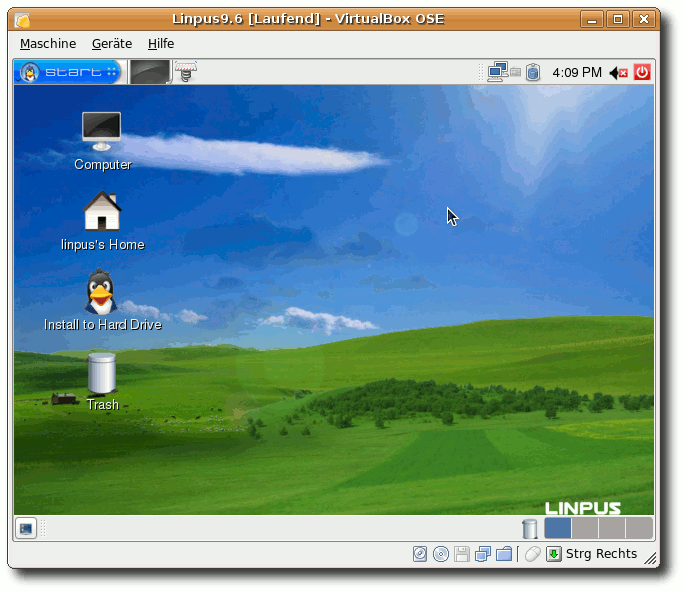 Linpus9.6 [Laufend] - VirtualBox OSE
Maschine Geräte Hilfe
start 4:09 PM
Computer
linpus's Home
Install to Hard Drive
Trash
LINPUS
Strg Rechts